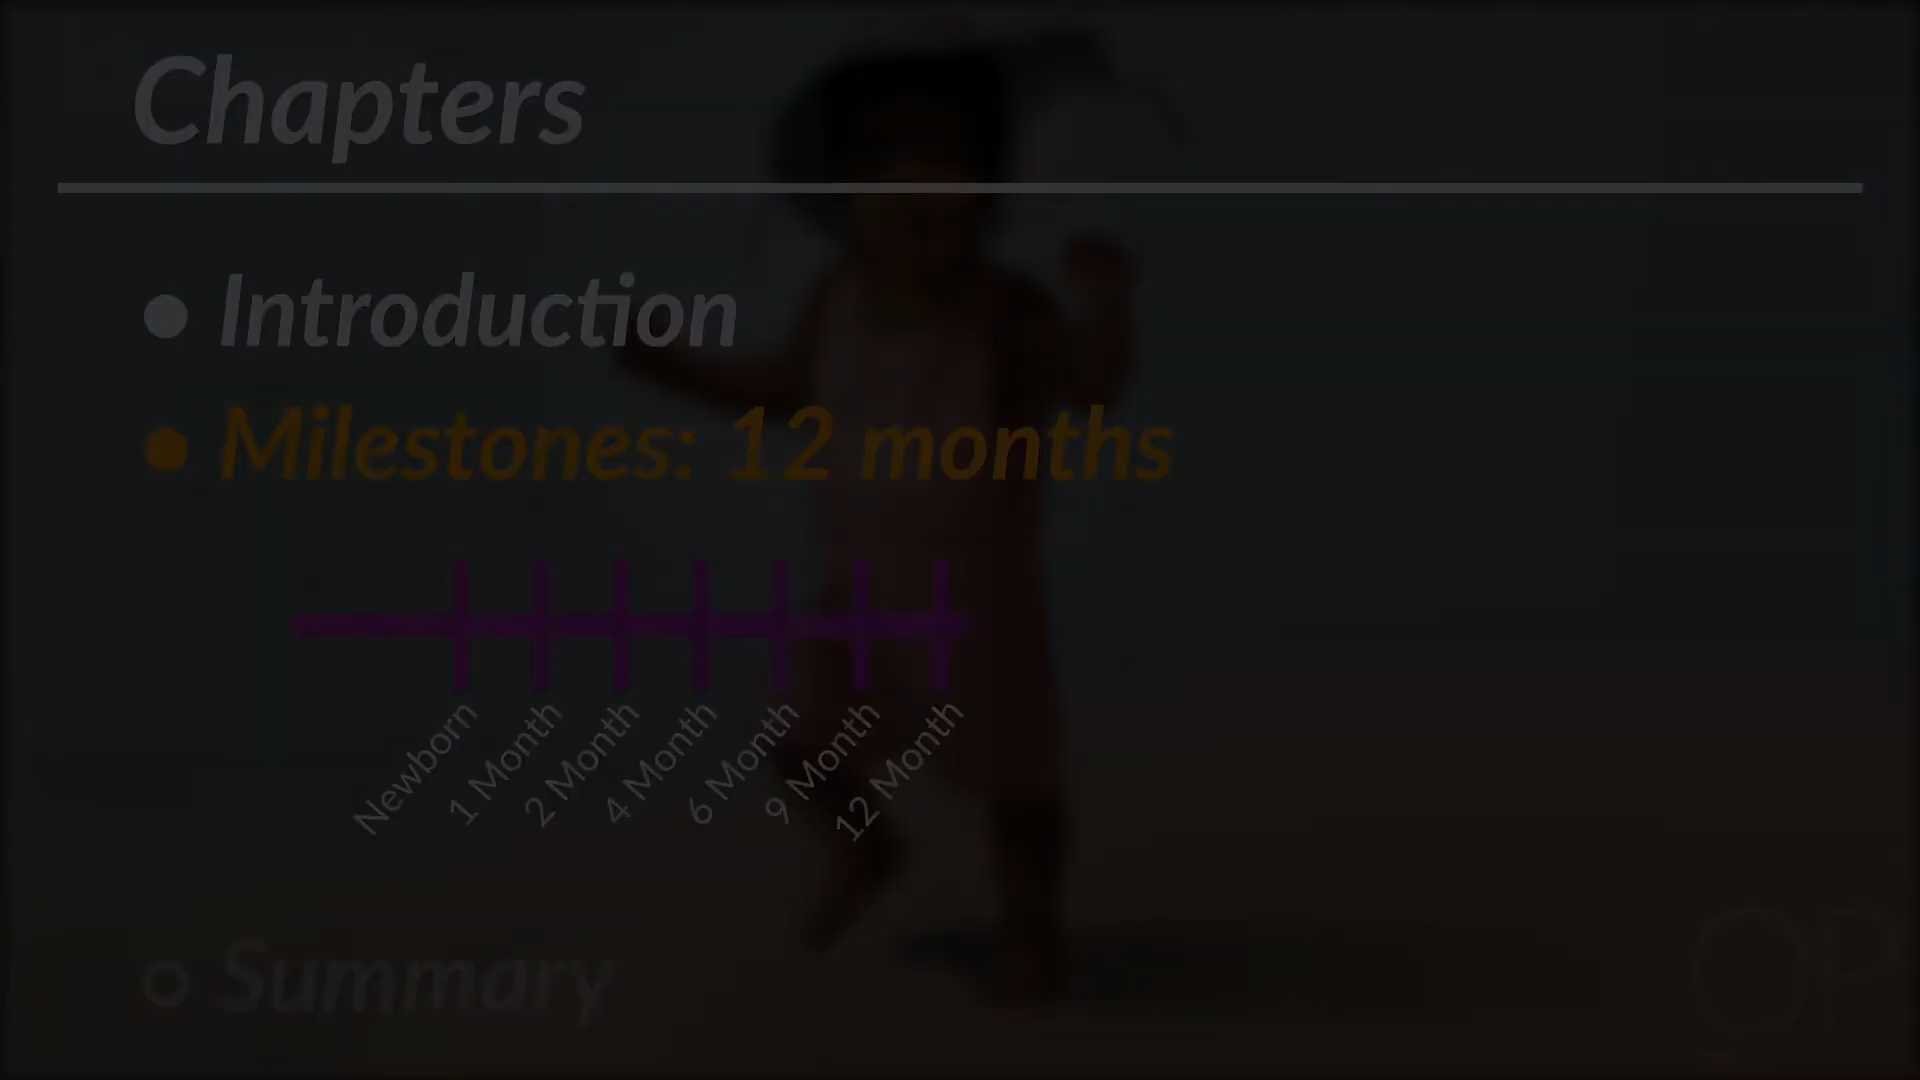 Chapters
Introduction
Milestones: 12 months
Newborn
1 Month
2 Month
4 Month
6 Month
9 Month
12 Month
Summary
OP